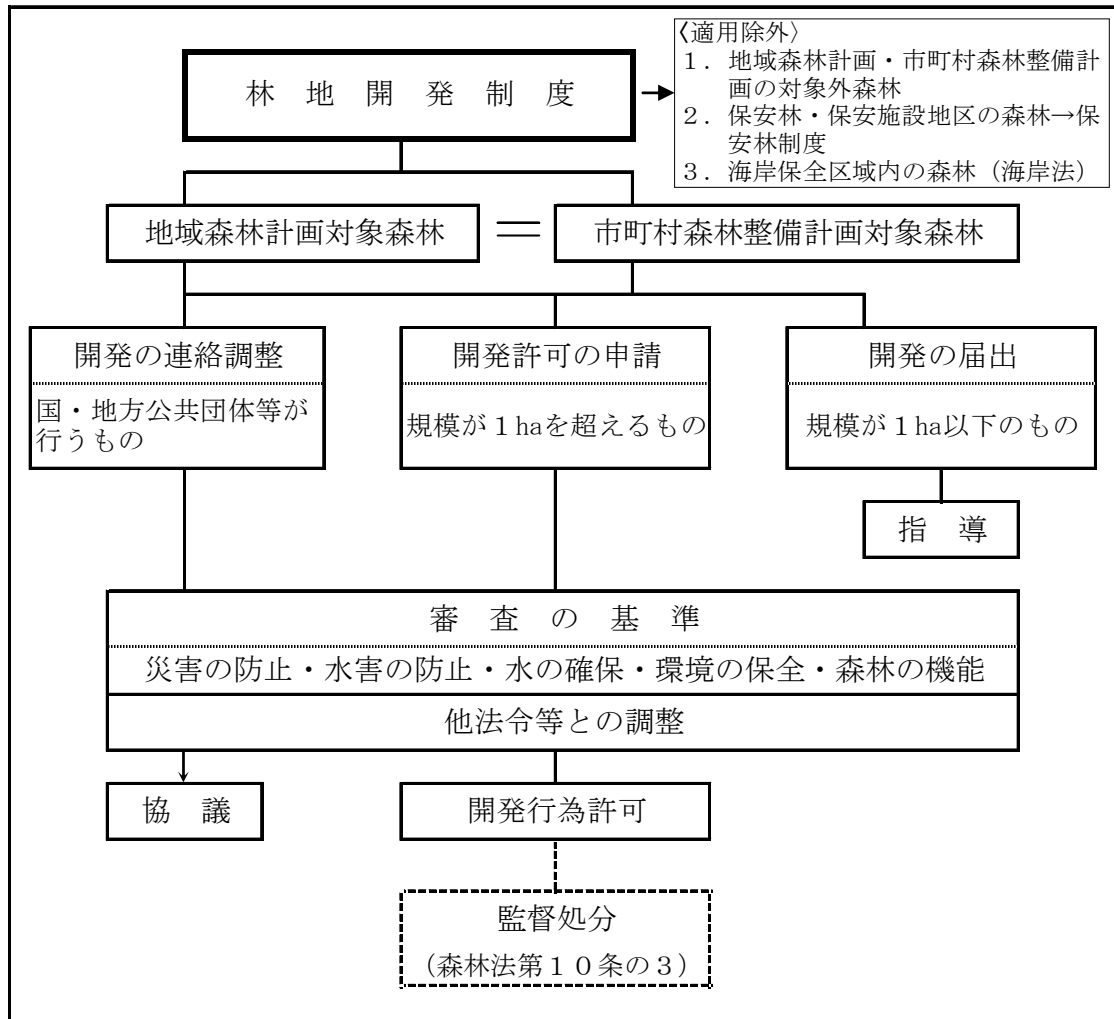 林 地 開 発 制 度
〈適用除外〉
1．地域森林計画・市町村森林整備計
画の対象外森林
2．保安林・保安施設地区の森林→保
安林制度
3．海岸保全区域内の森林（海岸法）
地域森林計画対象森林 ＝ 市町村森林整備計画対象森林
開発の連絡調整
国・地方公共団体等が
行うもの
開発許可の申請
規模が１haを超えるもの
開発の届出
規模が１ha以下のもの
指 導
審 査 の 基 準
災害の防止・水害の防止・水の確保・環境の保全・森林の機能
他法令等との調整
協 議
開発行為許可
監督処分
（森林法第１０条の３）